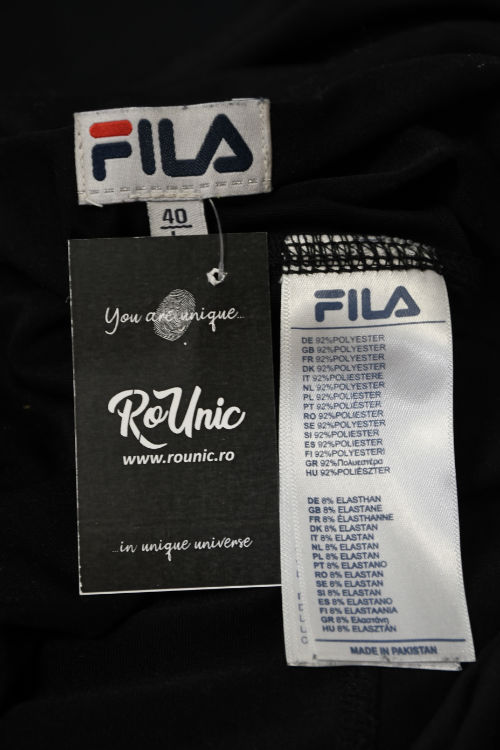 FILA
40
You are unique...
RoUnic
www.rounic.ro
...in unique universe
FILA
DE 92%POLYESTER
GB 92%POLYESTER
FR 92%POLYESTER
DK 92%POLYESTER
IT 92%POLIESTERE
NL 92%POLYESTER
PL 92%POLIESTER
PT 92%POLIÉSTER
RO 92%POLIESTER
SE 92%POLYESTER
SI 92%POLIESTER
ES 92%POLIESTER
FI 92%POLYESTERI
GR 92%Πολυεστέρα
HU 92%POLIÉSZTER
DE 8% ELASTHAN
GB 8% ELASTANE
FR 8% ÉLASTHANNE
DK 8% ELASTAN
IT 8% ELASTAN
NL 8% ELASTAN
PL 8% ELASTAN
PT 8% ELASTANO
RO 8% ELASTAN
SE 8% ELASTAN
SI 8% ELASTAN
ES 8% ELASTANO
FI 8% ELASTAANIA
GR 8% Ελαστάνη
HU 8% ELASZTÁN
MADE IN PAKISTAN